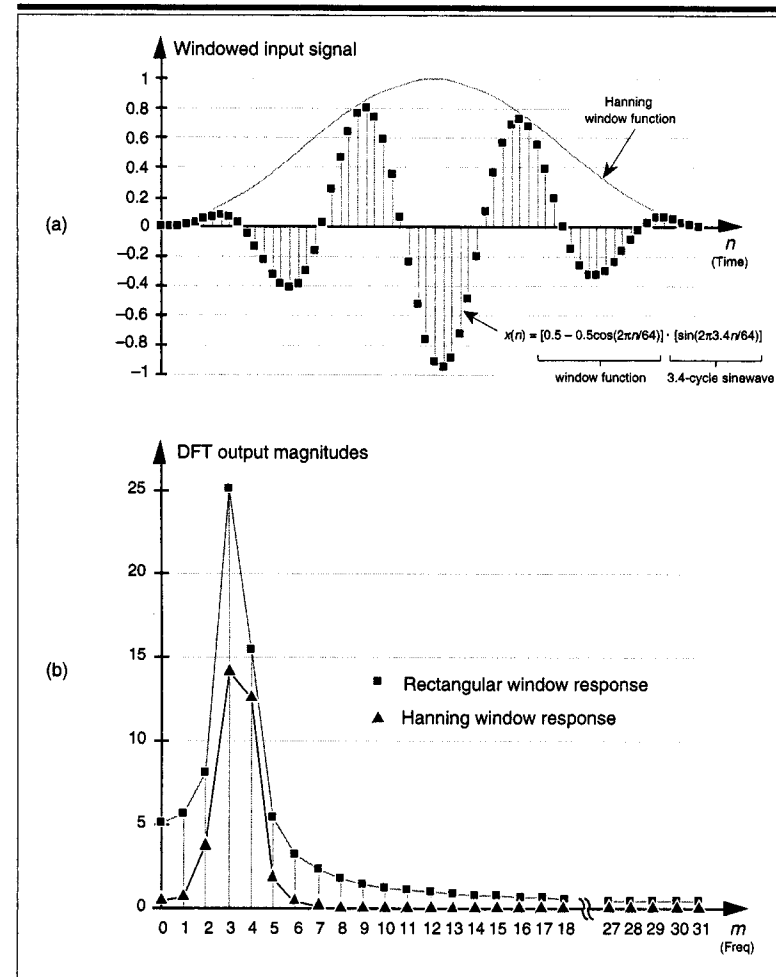 Windowed input signal
1
0.8
0.6
0.4
0.2
0
−0.2
−0.4
−0.6
−0.8
−1
Hanning
window function
(a)
n
(Time)
x(n) = [0.5 − 0.5cos(2πn/64)] · {sin(2π3.4n/64)]
window function 3.4-cycle sinewave
DFT output magnitudes
25
20
15
10
5
0
(b)
■ Rectangular window response
▲ Hanning window response
0 1 2 3 4 5 6 7 8 9 10 11 12 13 14 15 16 17 18 27 28 29 30 31 m
(Freq)